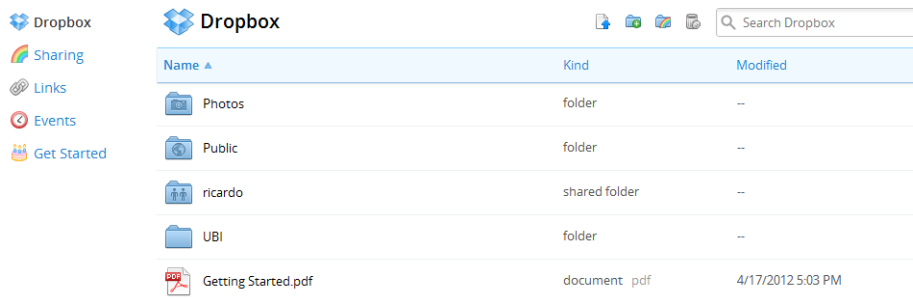 Dropbox
Sharing
Links
Events
Get Started
Dropbox
Search Dropbox
Name Kind Modified
Photos folder --
Public folder --
ricardo shared folder --
UBI folder --
PDF Getting Started.pdf document pdf 4/17/2012 5:03 PM